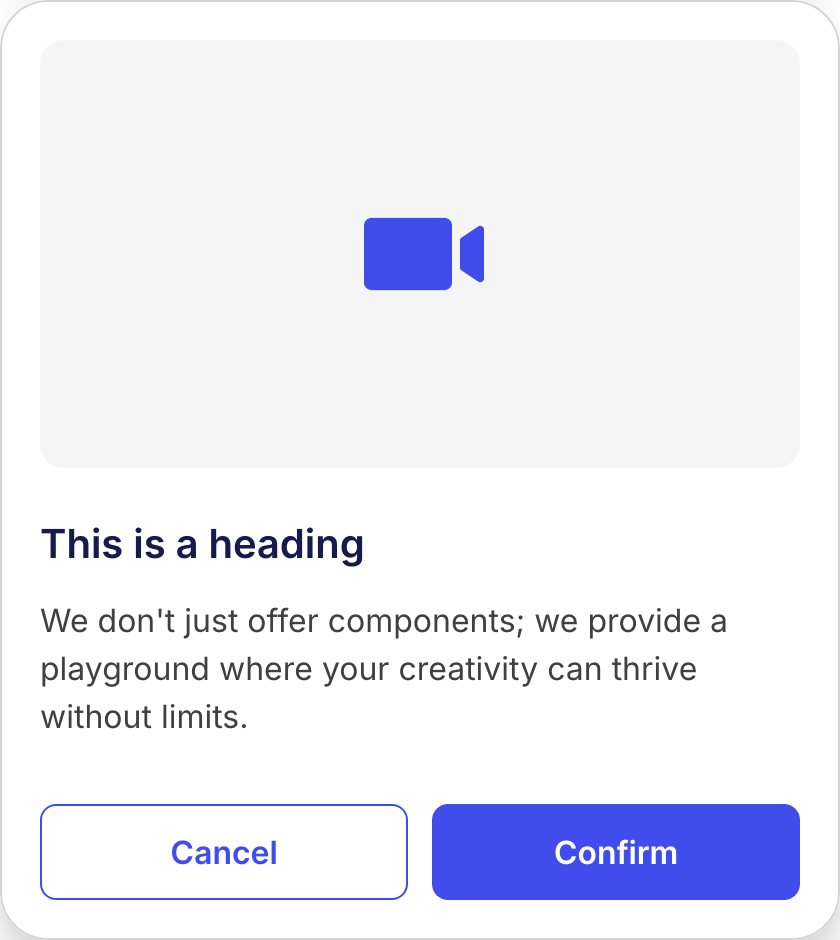 This is a heading
We don't just offer components; we provide a
playground where your creativity can thrive
without limits.
Cancel
Confirm